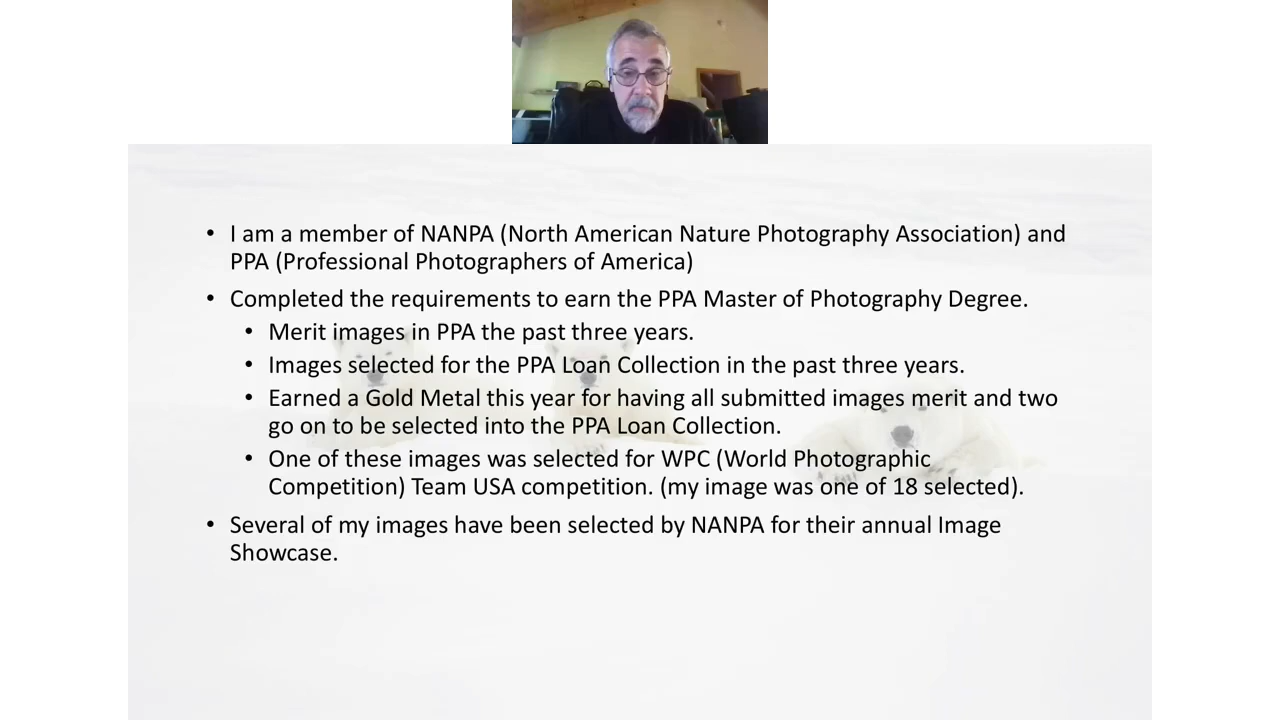 • I am a member of NANPA (North American Nature Photography Association) and
PPA (Professional Photographers of America)
• Completed the requirements to earn the PPA Master of Photography Degree.
• Merit images in PPA the past three years.
• Images selected for the PPA Loan Collection in the past three years.
• Earned a Gold Metal this year for having all submitted images merit and two
go on to be selected into the PPA Loan Collection.
• One of these images was selected for WPC (World Photographic
Competition) Team USA competition. (my image was one of 18 selected).
• Several of my images have been selected by NANPA for their annual Image
Showcase.